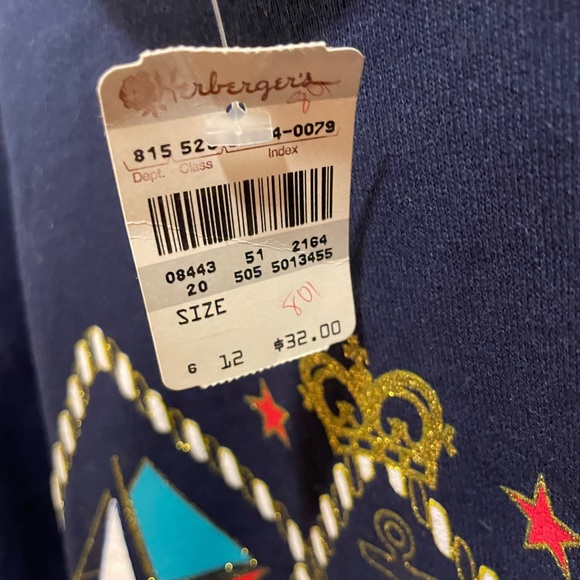 Herberger's
801
815 52 4-0079
Dept. Class Index
08443 51 2164
20 505 5013455
SIZE 801
G 12 $32.00